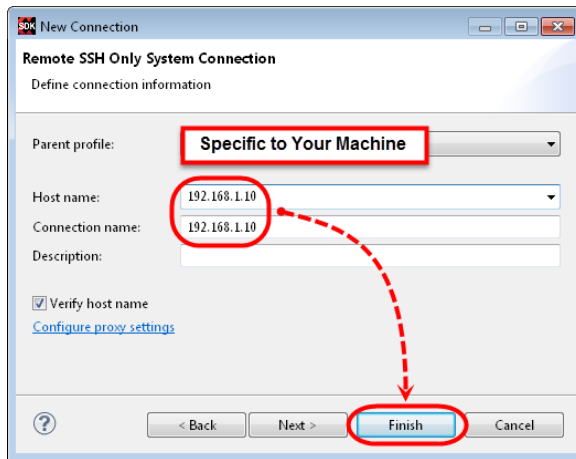 SDK New Connection
Remote SSH Only System Connection
Define connection information
Parent profile: Specific to Your Machine
Host name: 192.168.1.10
Connection name: 192.168.1.10
Description:
Verify host name
Configure proxy settings
? < Back Next > Finish Cancel